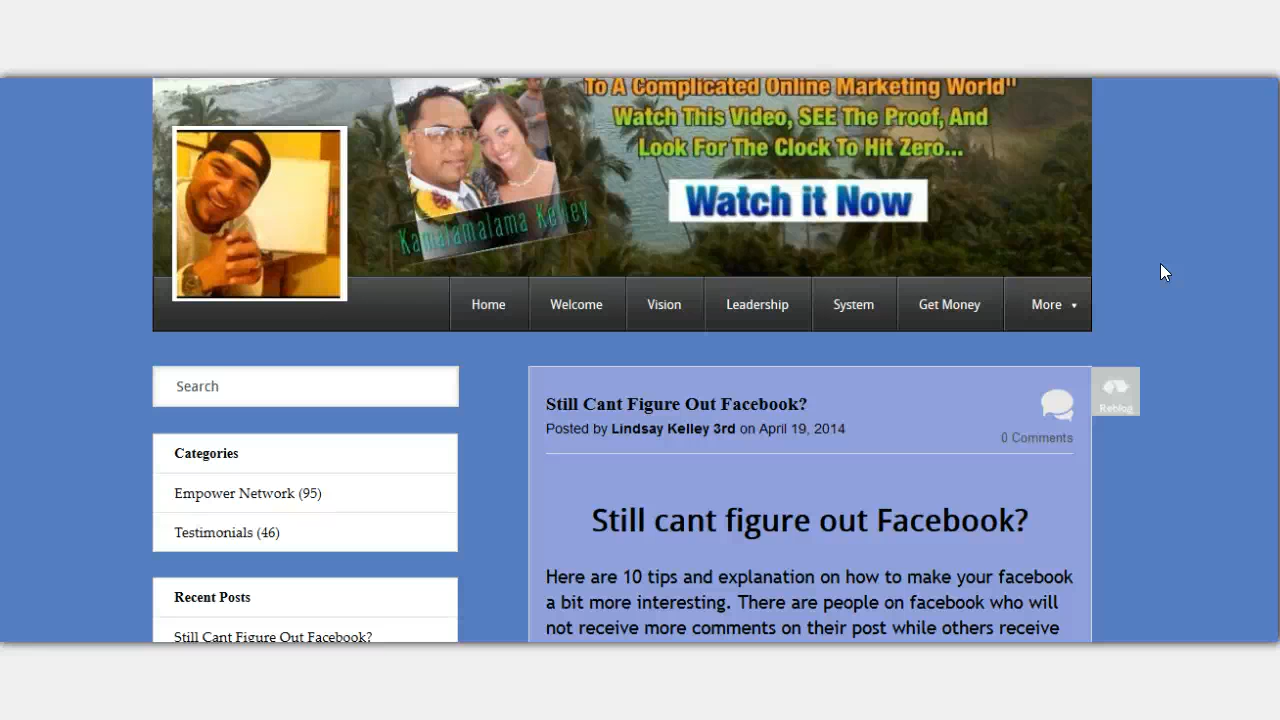 To A Complicated Online Marketing World"
Watch This Video, SEE The Proof, And
Look For The Clock To Hit Zero...
Watch it Now
Kamalamalama Kelley
Home
Welcome
Vision
Leadership
System
Get Money
More
Search
Categories
Empower Network (95)
Testimonials (46)
Recent Posts
Still Cant Figure Out Facebook?
Still Cant Figure Out Facebook?
Posted by Lindsay Kelley 3rd on April 19, 2014
0 Comments
Reblog
Still cant figure out Facebook?
Here are 10 tips and explanation on how to make your facebook
a bit more interesting. There are people on facebook who will
not receive more comments on their post while others receive